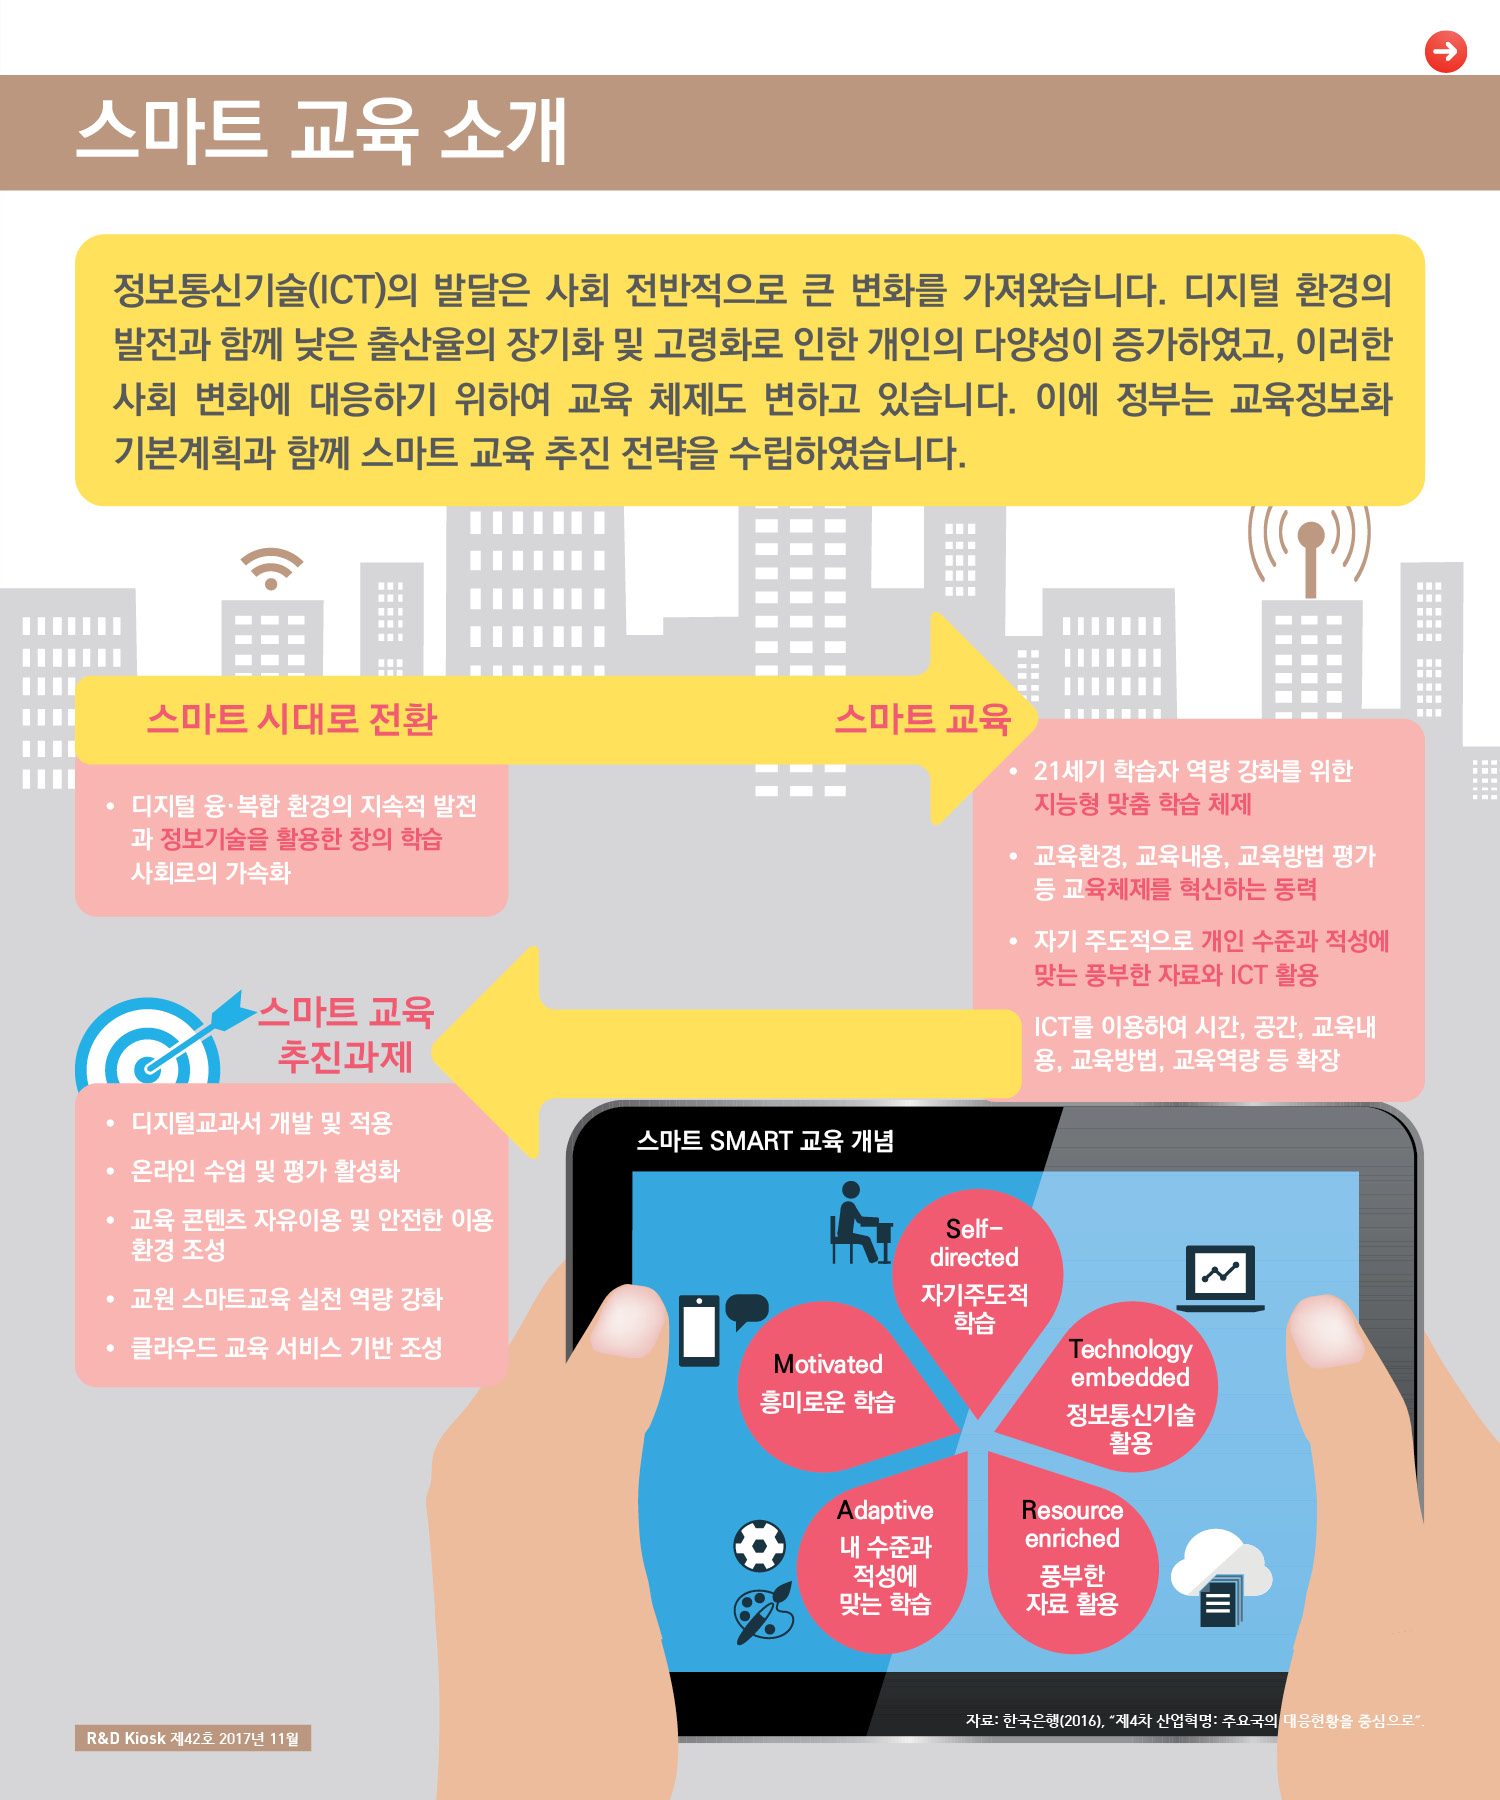 스마트 교육 소개
정보통신기술(ICT)의 발달은 사회 전반적으로 큰 변화를 가져왔습니다. 디지털 환경의
발전과 함께 낮은 출산율의 장기화 및 고령화로 인한 개인의 다양성이 증가하였고, 이러한
사회 변화에 대응하기 위하여 교육 체제도 변하고 있습니다. 이에 정부는 교육정보화
기본계획과 함께 스마트 교육 추진 전략을 수립하였습니다.
스마트 시대로 전환
• 디지털 융·복합 환경의 지속적 발전
과 정보기술을 활용한 창의 학습
사회로의 가속화
스마트 교육
• 21세기 학습자 역량 강화를 위한
지능형 맞춤 학습 체제
• 교육환경, 교육내용, 교육방법 평가
등 교육체제를 혁신하는 동력
• 자기 주도적으로 개인 수준과 적성에
맞는 풍부한 자료와 ICT 활용
ICT를 이용하여 시간, 공간, 교육내
용, 교육방법, 교육역량 등 확장
스마트 교육
추진과제
• 디지털교과서 개발 및 적용
• 온라인 수업 및 평가 활성화
• 교육 콘텐츠 자유이용 및 안전한 이용
환경 조성
• 교원 스마트교육 실천 역량 강화
• 클라우드 교육 서비스 기반 조성
스마트 SMART 교육 개념
Self-
directed
자기주도적
학습
Motivated
흥미로운 학습
Technology
embedded
정보통신기술
활용
Adaptive
내 수준과
적성에
맞는 학습
Resource
enriched
풍부한
자료 활용
자료: 한국은행(2016), “제4차 산업혁명: 주요국의 대응현황을 중심으로”.
R&D Kiosk 제42호 2017년 11월